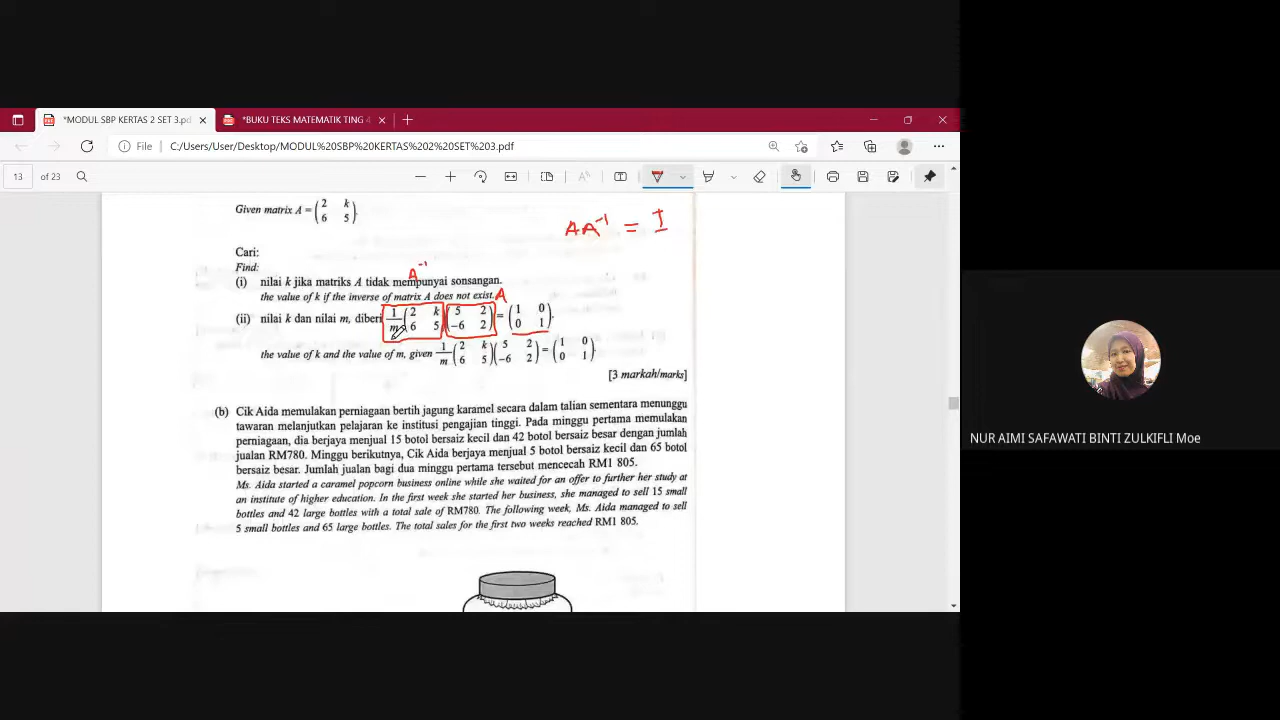 *MODUL SBP KERTAS 2 SET 3.pd
*BUKU TEKS MATEMATIK TING 4
File
C:/Users/User/Desktop/MODUL%20SBP%20KERTAS%202%20SET%203.pdf
13 of 23
Given matrix A = (2 k
6 5)
AA⁻¹ = I
Cari:
Find:
A⁻¹
(i) nilai k jika matriks A tidak mempunyai sonsangan.
the value of k if the inverse of matrix A does not exist.
A
(ii) nilai k dan nilai m, diberi 1/m (2 k
6 5) (5 2
-6 2) = (1 0
0 1).
the value of k and the value of m, given 1/m (2 k
6 5) (5 2
-6 2) = (1 0
0 1).
[3 markah/marks]
(b) Cik Aida memulakan perniagaan bertih jagung karamel secara dalam talian sementara menunggu
tawaran melanjutkan pelajaran ke institusi pengajian tinggi. Pada minggu pertama memulakan
perniagaan, dia berjaya menjual 15 botol bersaiz kecil dan 42 botol bersaiz besar dengan jumlah
jualan RM780. Minggu berikutnya, Cik Aida berjaya menjual 5 botol bersaiz kecil dan 65 botol
bersaiz besar. Jumlah jualan bagi dua minggu pertama tersebut mencecah RM1 805.
Ms. Aida started a caramel popcorn business online while she waited for an offer to further her study at
an institute of higher education. In the first week she started her business, she managed to sell 15 small
bottles and 42 large bottles with a total sale of RM780. The following week, Ms. Aida managed to sell
5 small bottles and 65 large bottles. The total sales for the first two weeks reached RM1 805.
NUR AIMI SAFAWATI BINTI ZULKIFLI Moe